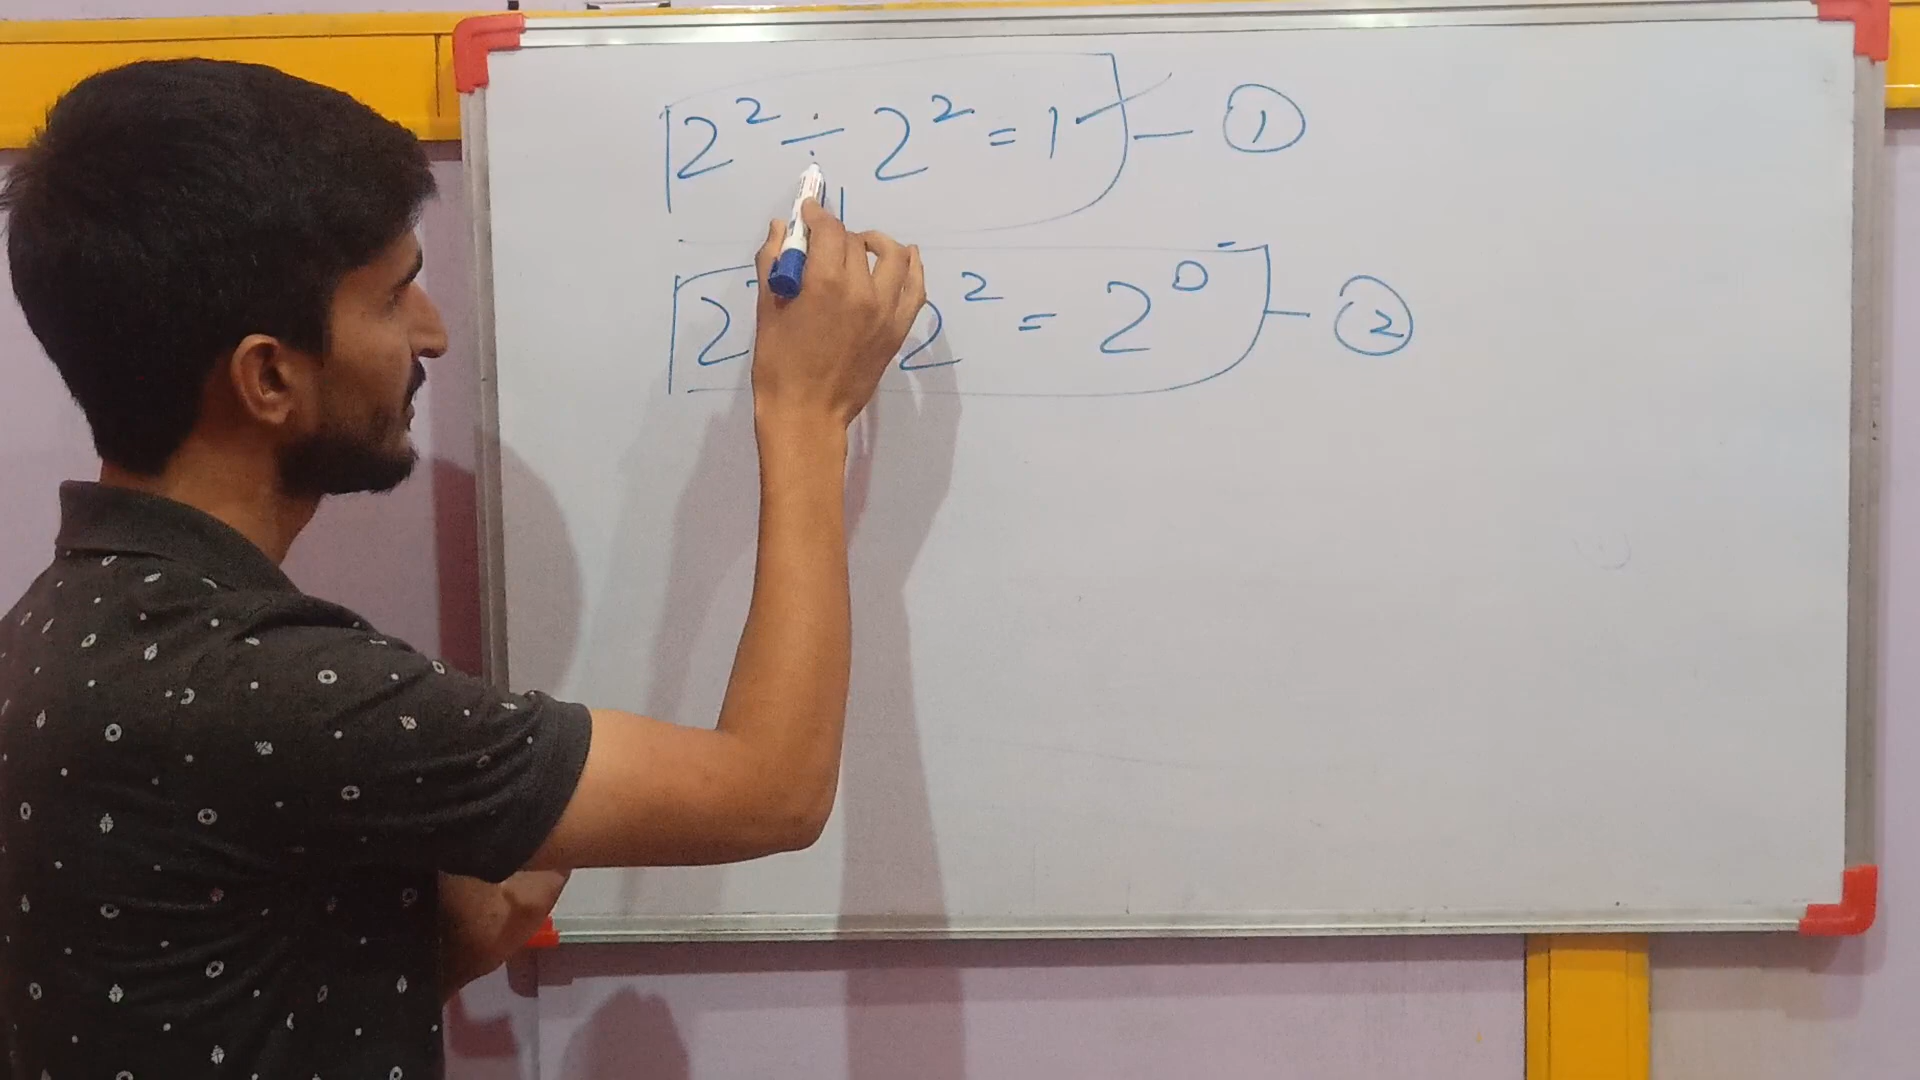 2² ÷ 2² = 1 ✓ — ①
2 2² = 2⁰ — ②